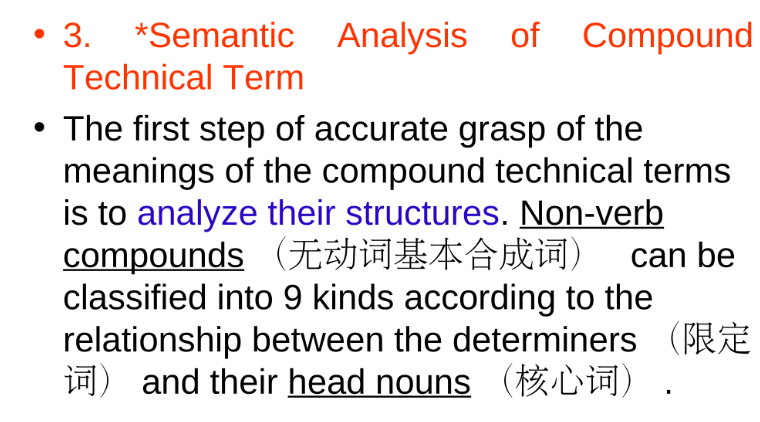 • 3. *Semantic Analysis of Compound
Technical Term
• The first step of accurate grasp of the
meanings of the compound technical terms
is to analyze their structures. Non-verb
compounds （无动词基本合成词） can be
classified into 9 kinds according to the
relationship between the determiners （限定
词） and their head nouns （核心词） .